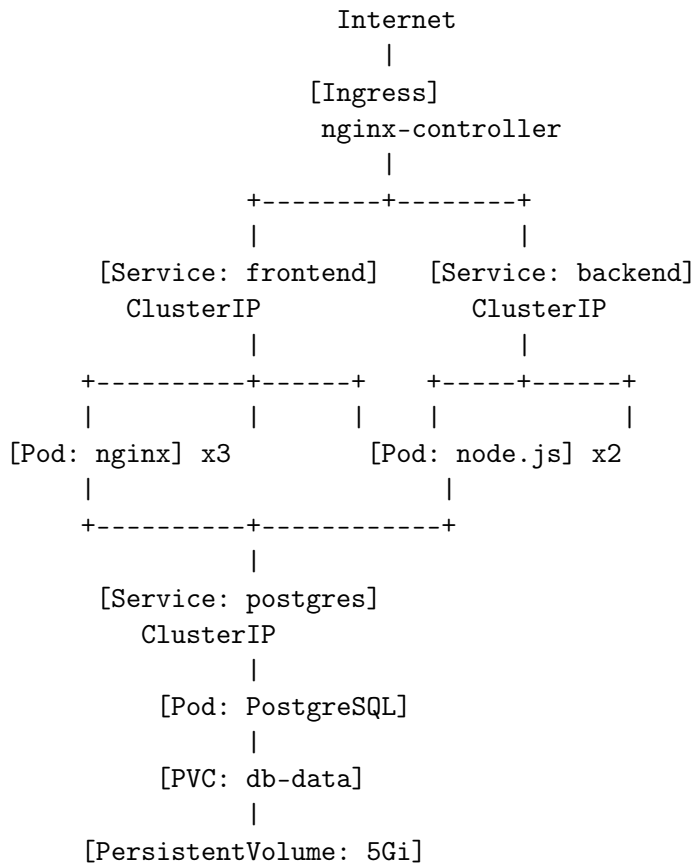 Internet
|
[Ingress]
nginx-controller
|
+--------+--------+
| |
[Service: frontend] [Service: backend]
ClusterIP ClusterIP
| |
+----------+------+ +-----+------+
| | | | |
[Pod: nginx] x3 [Pod: node.js] x2
| |
+----------+------------+
|
[Service: postgres]
ClusterIP
|
[Pod: PostgreSQL]
|
[PVC: db-data]
|
[PersistentVolume: 5Gi]